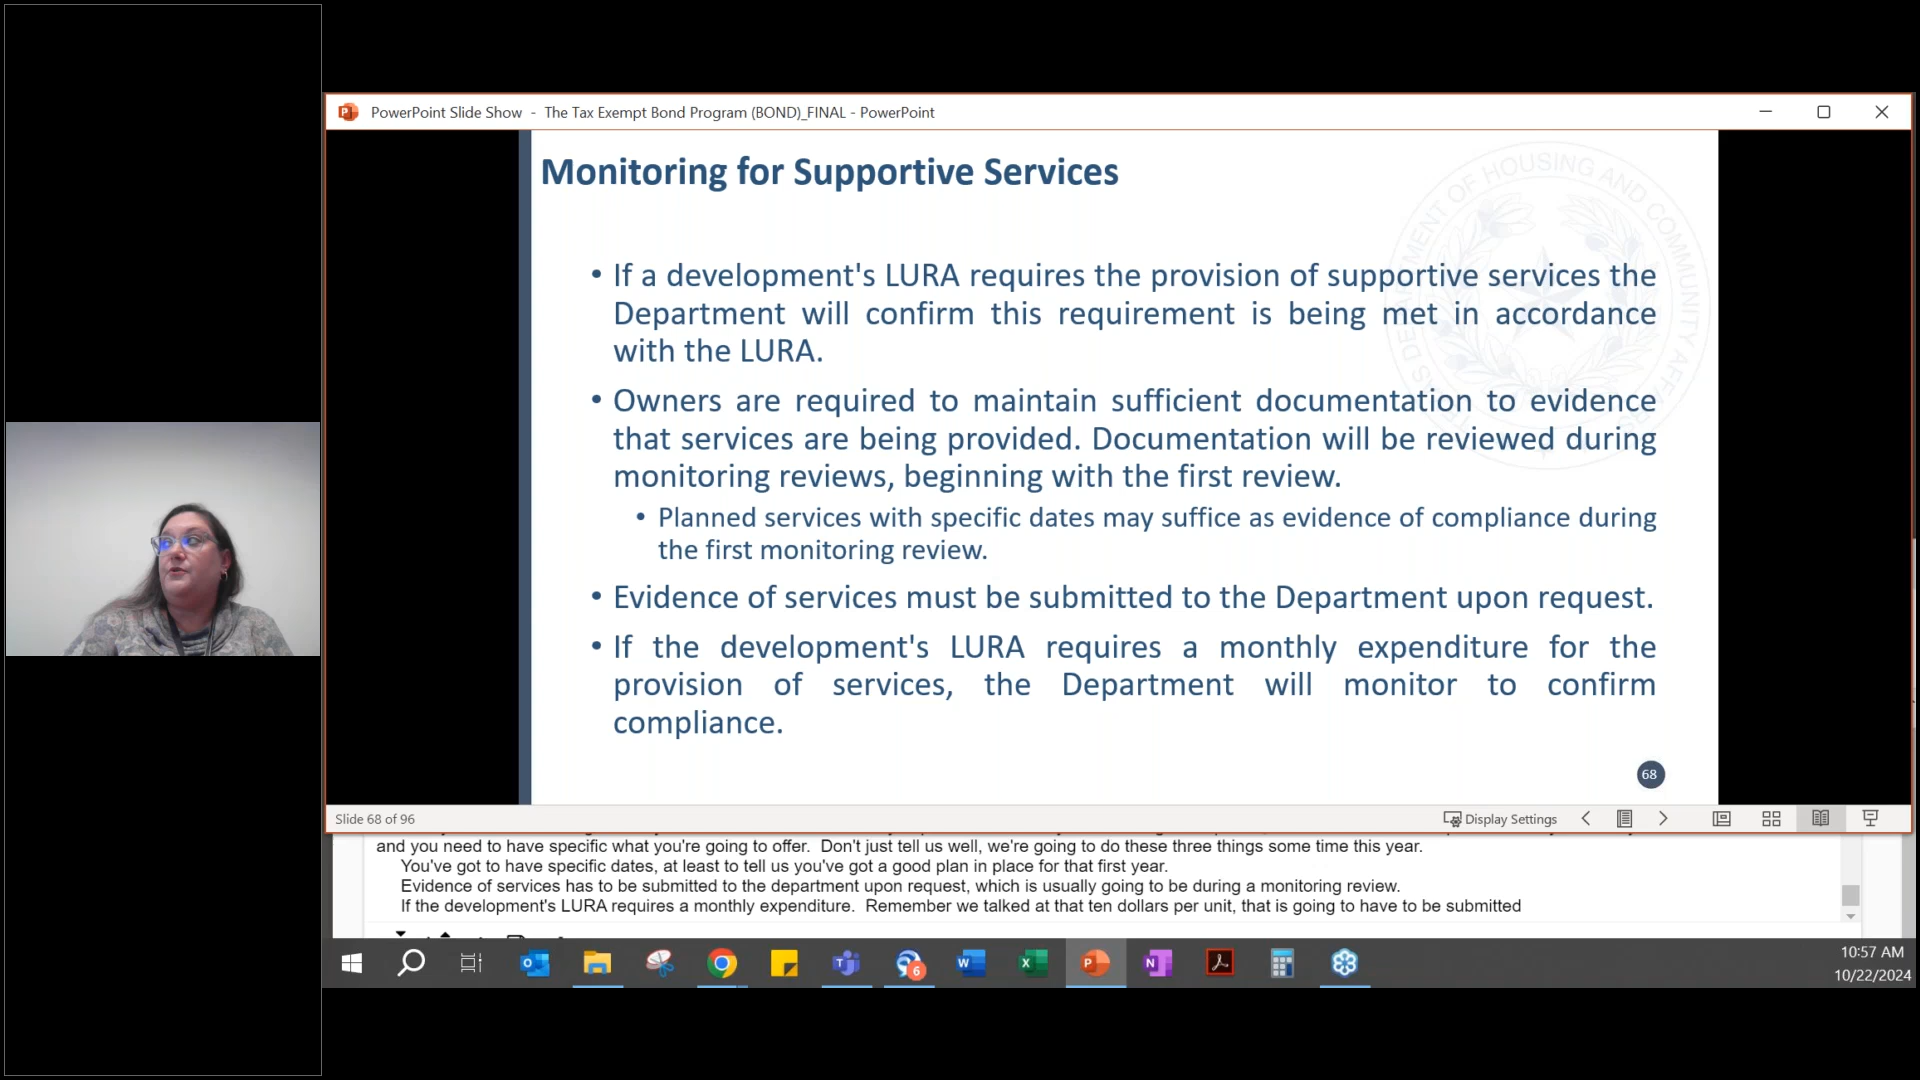 PowerPoint Slide Show - The Tax Exempt Bond Program (BOND)_FINAL - PowerPoint
Monitoring for Supportive Services
• If a development's LURA requires the provision of supportive services the
Department will confirm this requirement is being met in accordance
with the LURA.
• Owners are required to maintain sufficient documentation to evidence
that services are being provided. Documentation will be reviewed during
monitoring reviews, beginning with the first review.
• Planned services with specific dates may suffice as evidence of compliance during
the first monitoring review.
• Evidence of services must be submitted to the Department upon request.
• If the development's LURA requires a monthly expenditure for the
provision of services, the Department will monitor to confirm
compliance.
68
Slide 68 of 96
Display Settings
and you need to have specific what you're going to offer. Don't just tell us well, we're going to do these three things some time this year.
You've got to have specific dates, at least to tell us you've got a good plan in place for that first year.
Evidence of services has to be submitted to the department upon request, which is usually going to be during a monitoring review.
If the development's LURA requires a monthly expenditure. Remember we talked at that ten dollars per unit, that is going to have to be submitted
6
10:57 AM
10/22/2024